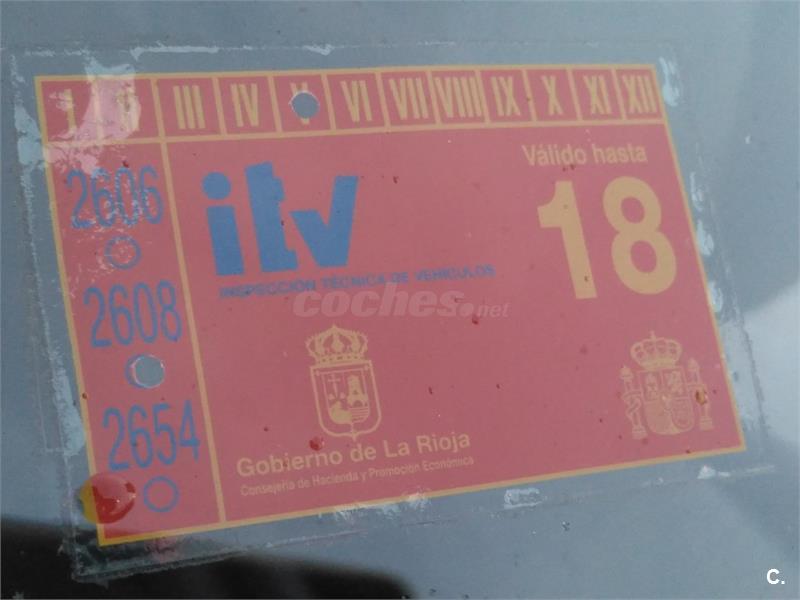 I II III IV V VI VII VIII IX X XI XII
Válido hasta
18
itv
INSPECCIÓN TÉCNICA DE VEHÍCULOS
2606
2608
2654
coches.net
Gobierno de La Rioja
Consejería de Hacienda y Promoción Económica
C.